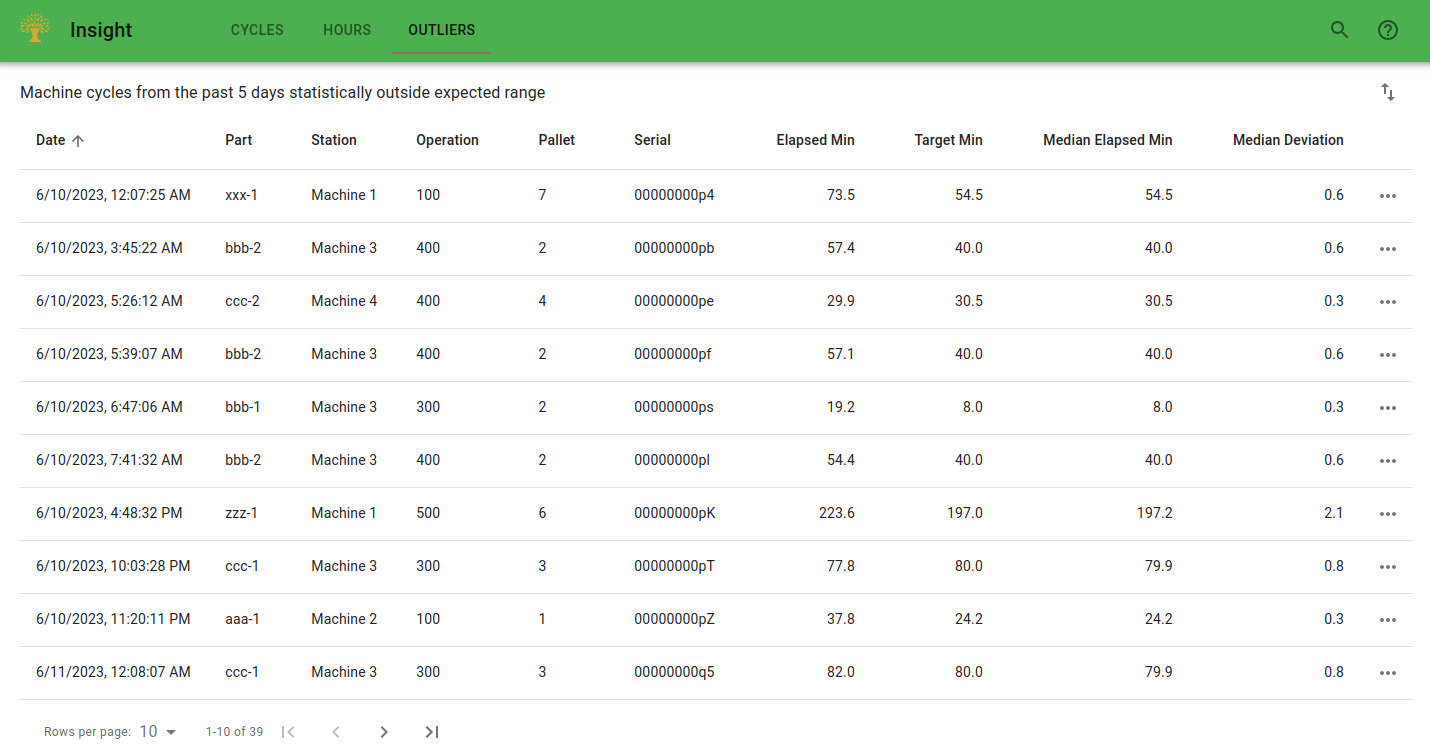 Insight CYCLES HOURS OUTLIERS
Machine cycles from the past 5 days statistically outside expected range
Date Part Station Operation Pallet Serial Elapsed Min Target Min Median Elapsed Min Median Deviation
6/10/2023, 12:07:25 AM xxx-1 Machine 1 100 7 00000000p4 73.5 54.5 54.5 0.6
6/10/2023, 3:45:22 AM bbb-2 Machine 3 400 2 00000000pb 57.4 40.0 40.0 0.6
6/10/2023, 5:26:12 AM ccc-2 Machine 4 400 4 00000000pe 29.9 30.5 30.5 0.3
6/10/2023, 5:39:07 AM bbb-2 Machine 3 400 2 00000000pf 57.1 40.0 40.0 0.6
6/10/2023, 6:47:06 AM bbb-1 Machine 3 300 2 00000000ps 19.2 8.0 8.0 0.3
6/10/2023, 7:41:32 AM bbb-2 Machine 3 400 2 00000000pl 54.4 40.0 40.0 0.6
6/10/2023, 4:48:32 PM zzz-1 Machine 1 500 6 00000000pK 223.6 197.0 197.2 2.1
6/10/2023, 10:03:28 PM ccc-1 Machine 3 300 3 00000000pT 77.8 80.0 79.9 0.8
6/10/2023, 11:20:11 PM aaa-1 Machine 2 100 1 00000000pZ 37.8 24.2 24.2 0.3
6/11/2023, 12:08:07 AM ccc-1 Machine 3 300 3 00000000q5 82.0 80.0 79.9 0.8
Rows per page: 10 1-10 of 39